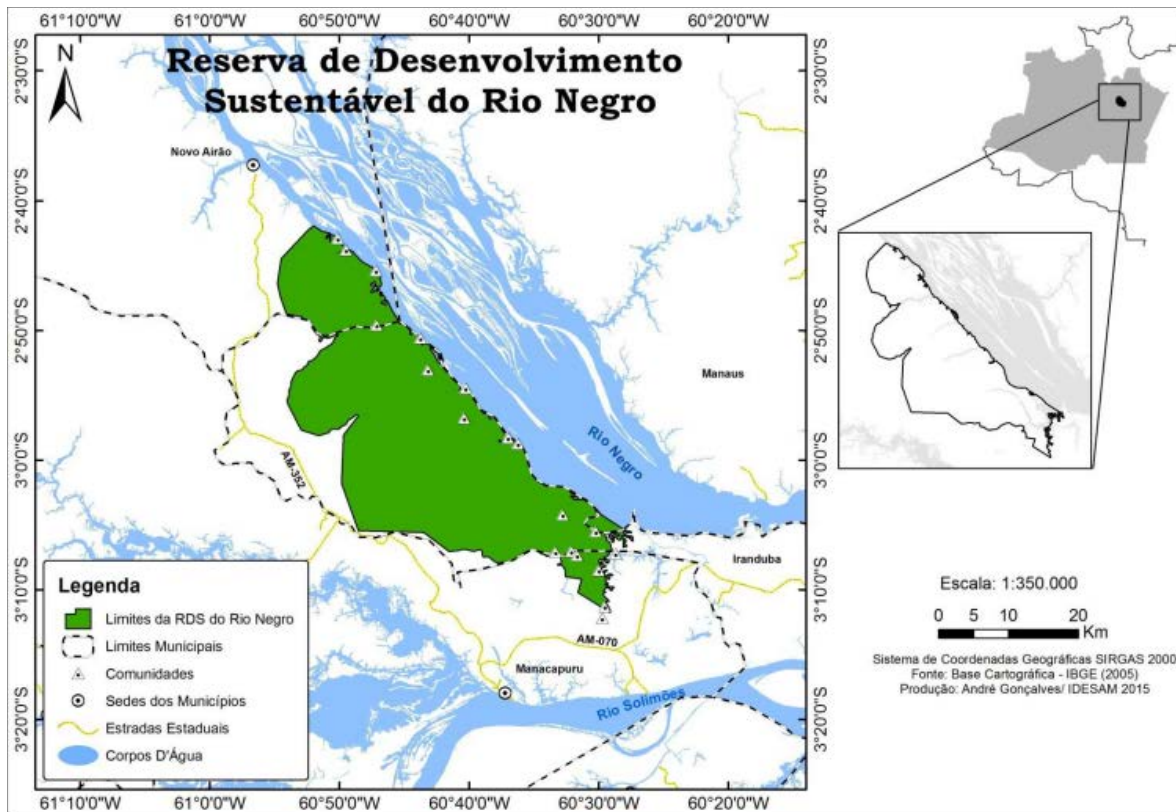 61°10'0"W 61°0'0"W 60°50'0"W 60°40'0"W 60°30'0"W 60°20'0"W
N
Reserva de Desenvolvimento
Sustentável do Rio Negro
2°30'0"S
2°30'0"S
Novo Airão
2°40'0"S
2°40'0"S
2°50'0"S
2°50'0"S
Manaus
Rio Negro
3°0'0"S
3°0'0"S
AM-352
Iranduba
3°10'0"S
3°10'0"S
AM-070
Manacapuru
Rio Solimões
3°20'0"S
3°20'0"S
Legenda
Limites da RDS do Rio Negro
Limites Municipais
Comunidades
Sedes dos Municípios
Estradas Estaduais
Corpos D'Água
61°10'0"W 61°0'0"W 60°50'0"W 60°40'0"W 60°30'0"W 60°20'0"W
Escala: 1:350.000
0 5 10 20
Km
Sistema de Coordenadas Geográficas SIRGAS 2000
Fonte: Base Cartográfica - IBGE (2005)
Produção: André Gonçalves/ IDESAM 2015